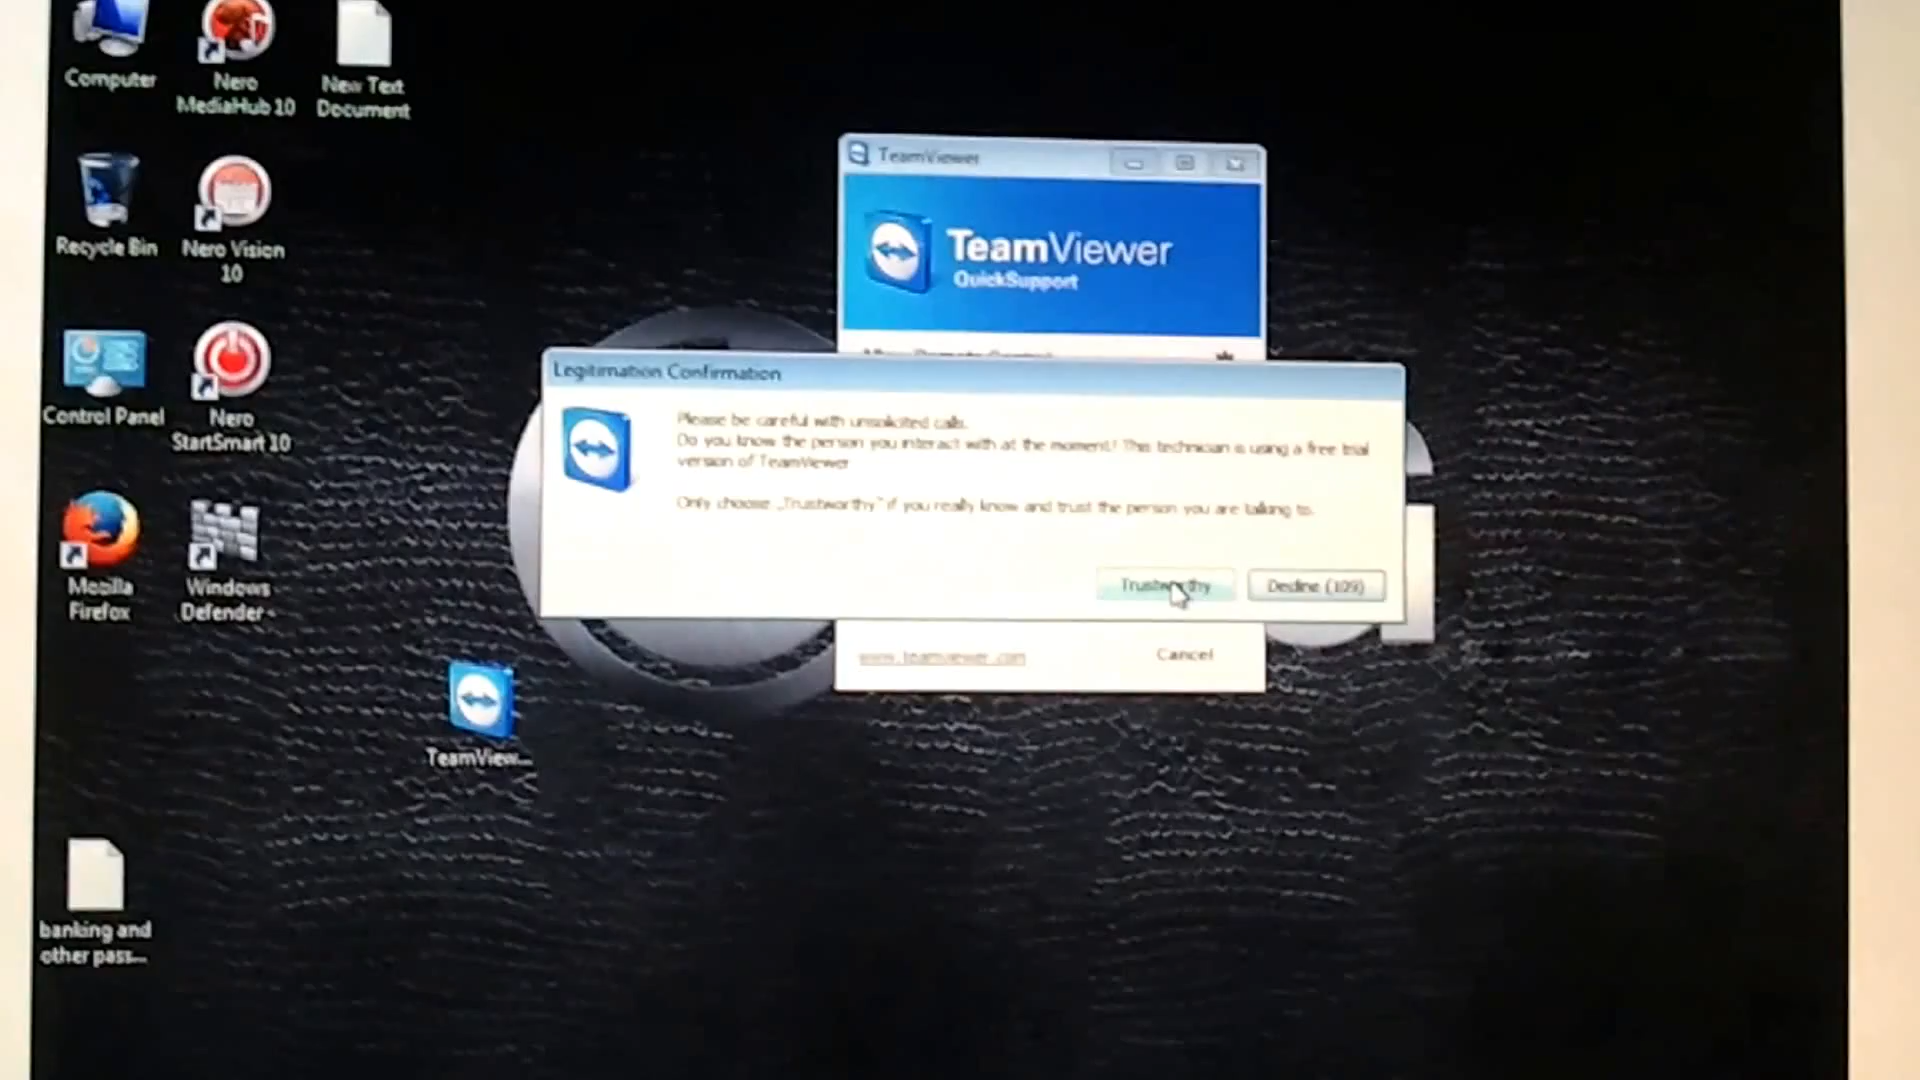 Computer
Nero
MediaHub 10
New Text
Document
Recycle Bin
Nero Vision
10
Control Panel
Nero
StartSmart 10
Mozilla
Firefox
Windows
Defender
TeamView...
banking and
other pass...
TeamViewer
TeamViewer
QuickSupport
Allow Remote Control
Legitimation Confirmation
Please be careful with unsolicited calls.
Do you know the person you interact with at the moment? This technician is using a free trial
version of TeamViewer
Only choose „Trustworthy" if you really know and trust the person you are talking to.
Trustworthy
Decline (109)
www.teamviewer.com
Cancel